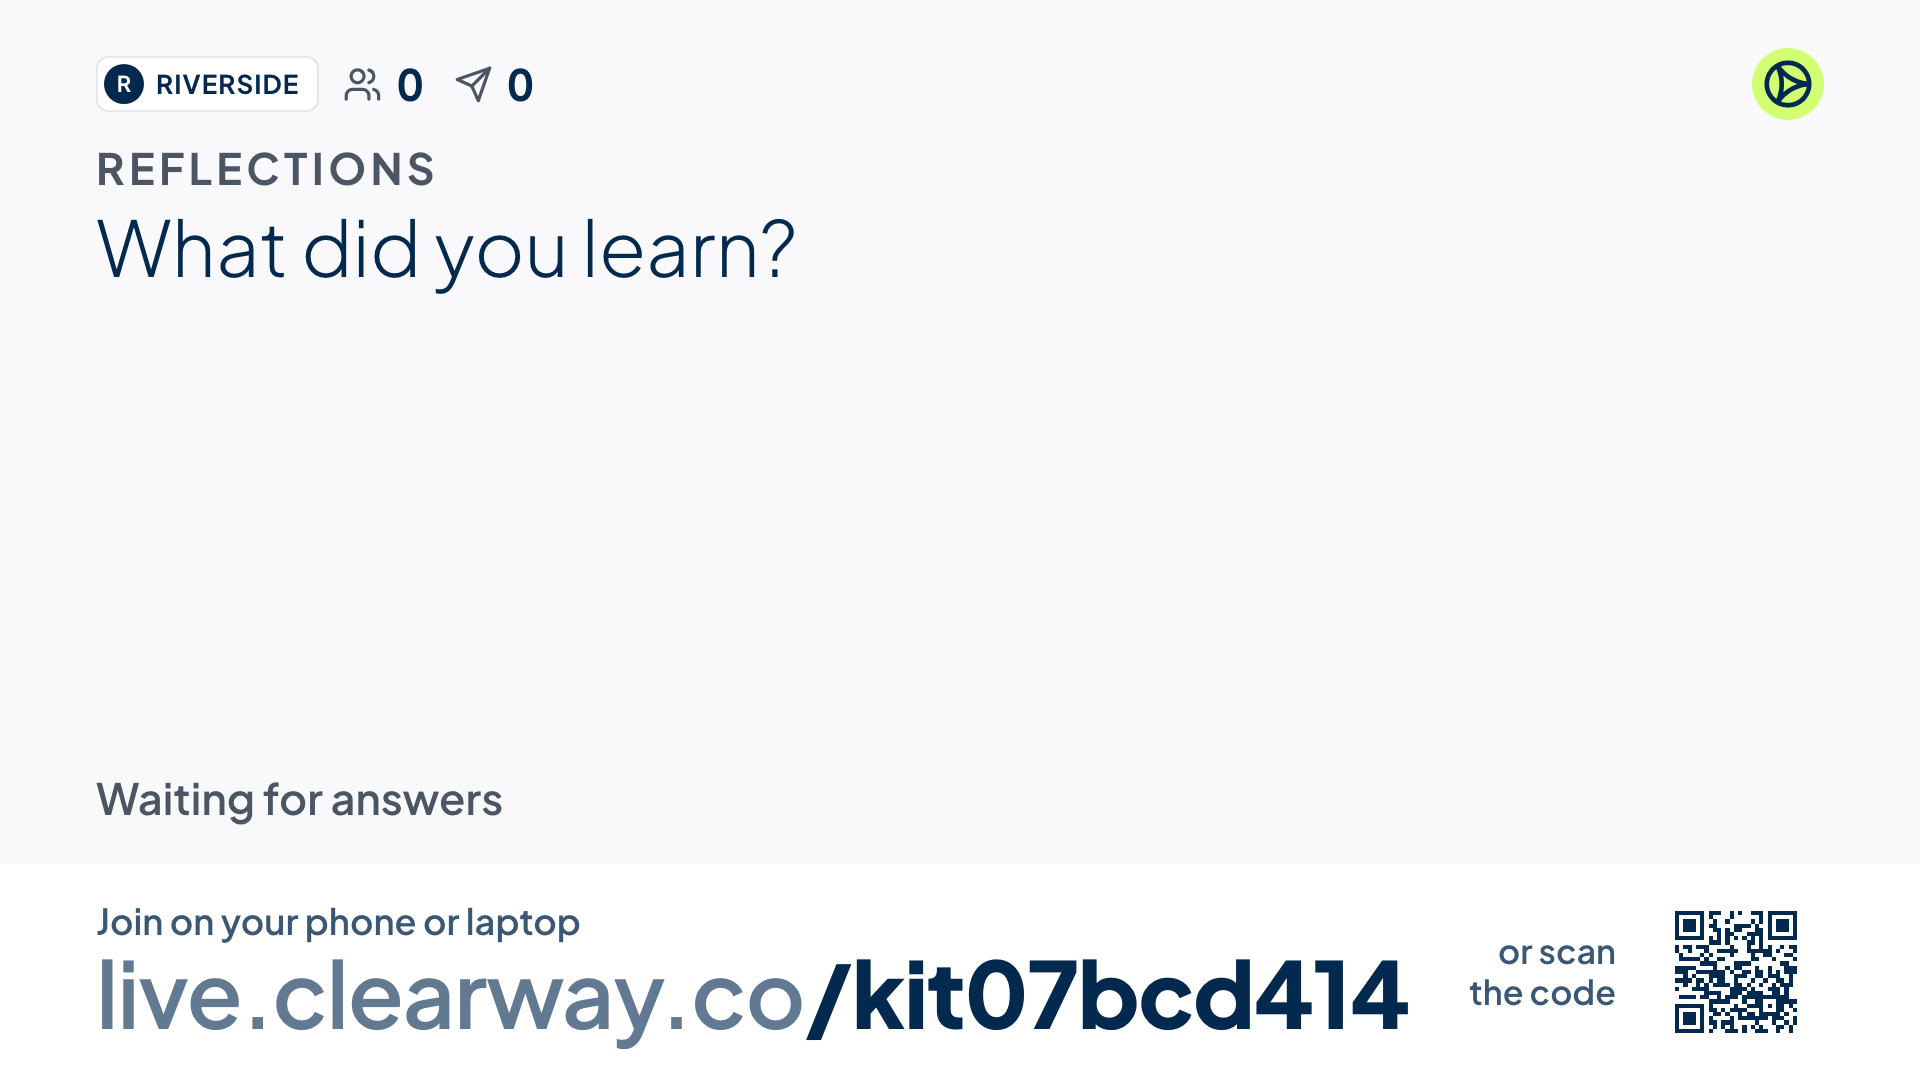 R RIVERSIDE 0 0
REFLECTIONS
What did you learn?
Waiting for answers
Join on your phone or laptop
live.clearway.co/kit07bcd414
or scan
the code